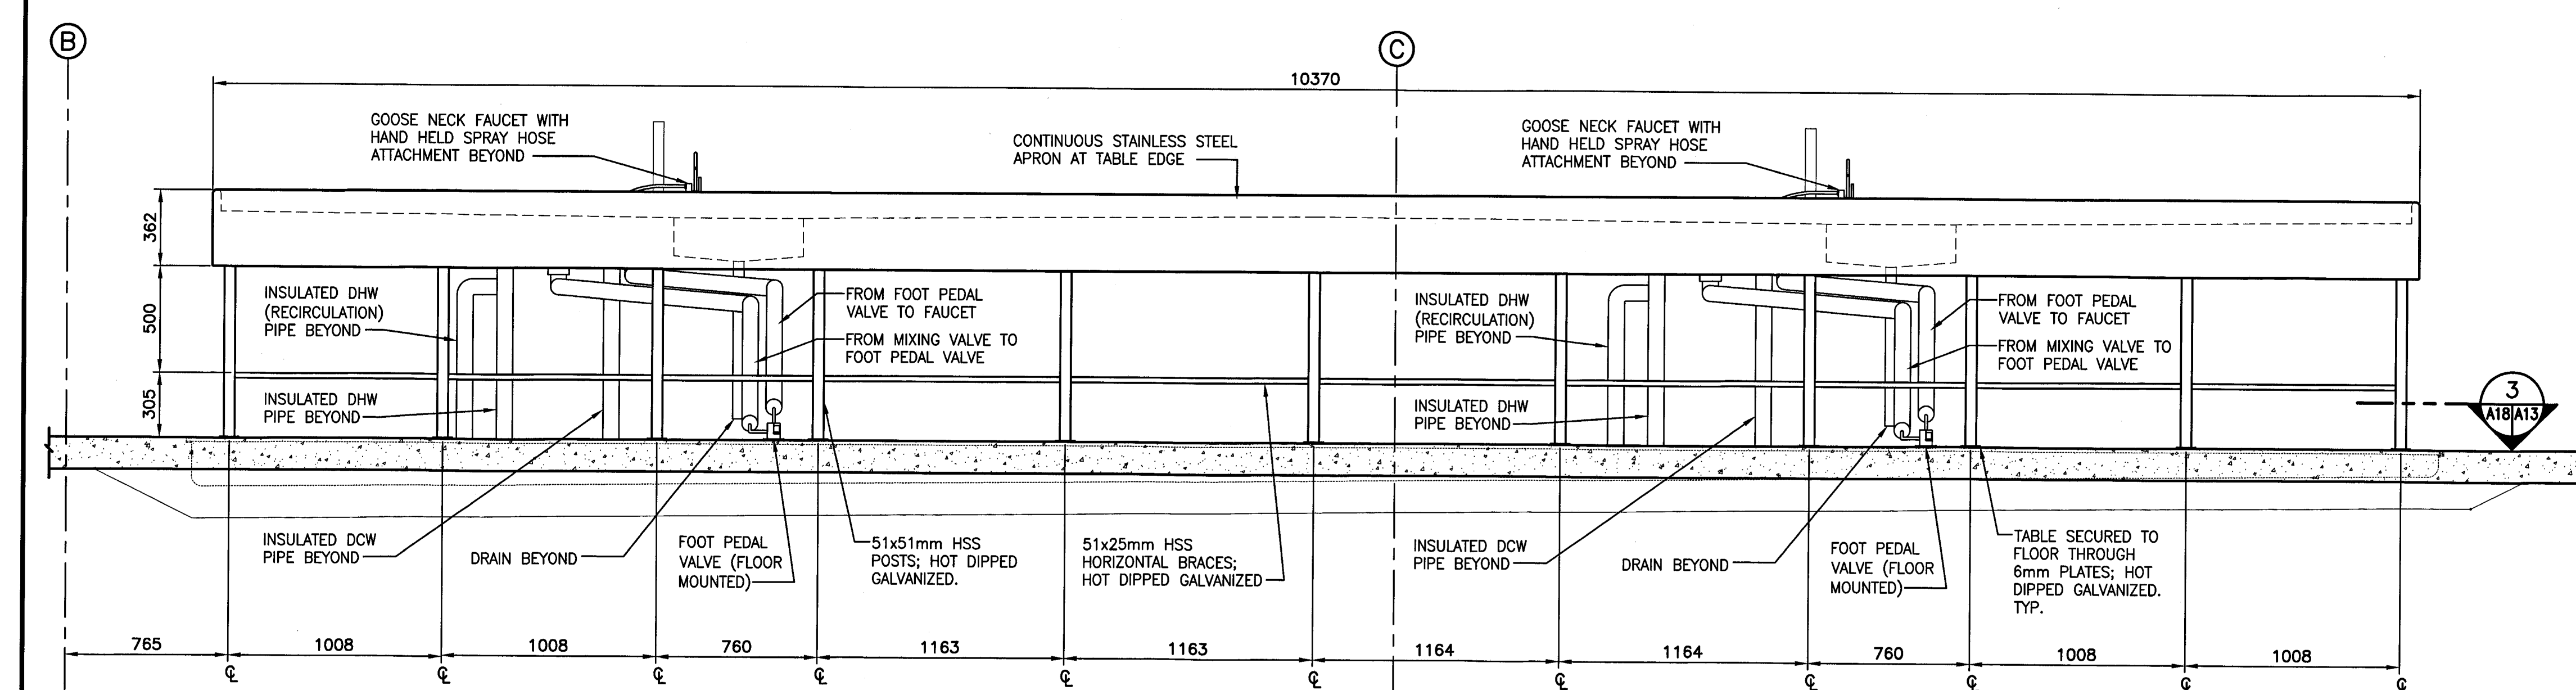 B
C
10370
GOOSE NECK FAUCET WITH
HAND HELD SPRAY HOSE
ATTACHMENT BEYOND
CONTINUOUS STAINLESS STEEL
APRON AT TABLE EDGE
GOOSE NECK FAUCET WITH
HAND HELD SPRAY HOSE
ATTACHMENT BEYOND
362
500
305
INSULATED DHW
(RECIRCULATION)
PIPE BEYOND
FROM FOOT PEDAL
VALVE TO FAUCET
FROM MIXING VALVE TO
FOOT PEDAL VALVE
INSULATED DHW
PIPE BEYOND
INSULATED DHW
(RECIRCULATION)
PIPE BEYOND
FROM FOOT PEDAL
VALVE TO FAUCET
FROM MIXING VALVE TO
FOOT PEDAL VALVE
INSULATED DHW
PIPE BEYOND
3
A18 A13
INSULATED DCW
PIPE BEYOND
DRAIN BEYOND
FOOT PEDAL
VALVE (FLOOR
MOUNTED)
51x51mm HSS
POSTS; HOT DIPPED
GALVANIZED.
51x25mm HSS
HORIZONTAL BRACES;
HOT DIPPED GALVANIZED
INSULATED DCW
PIPE BEYOND
DRAIN BEYOND
FOOT PEDAL
VALVE (FLOOR
MOUNTED)
TABLE SECURED TO
FLOOR THROUGH
6mm PLATES; HOT
DIPPED GALVANIZED.
TYP.
765 1008 1008 760 1163 1163 1164 1164 760 1008 1008
℄ ℄ ℄ ℄ ℄ ℄ ℄ ℄ ℄ ℄ ℄